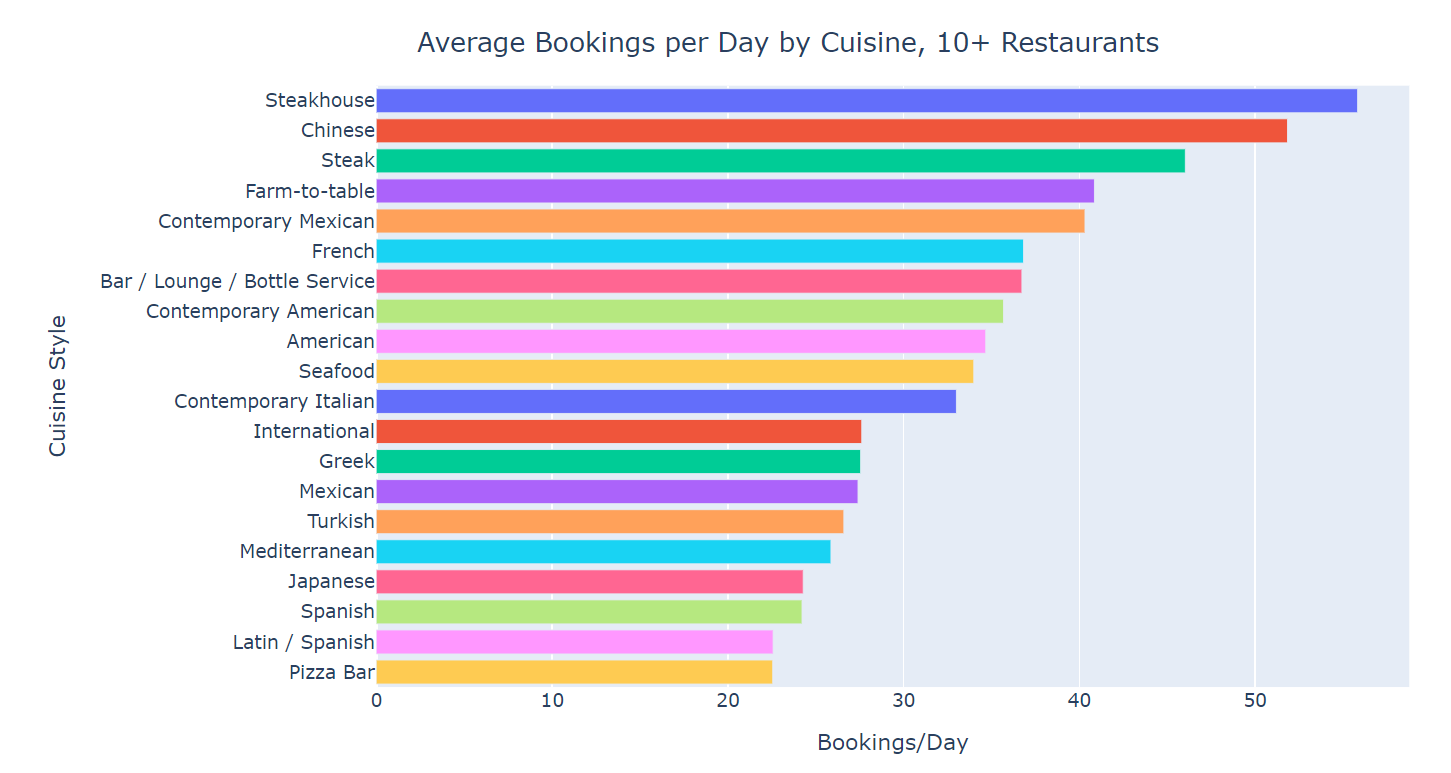 Average Bookings per Day by Cuisine, 10+ Restaurants
Steakhouse
Chinese
Steak
Farm-to-table
Contemporary Mexican
French
Bar / Lounge / Bottle Service
Contemporary American
American
Seafood
Contemporary Italian
International
Greek
Mexican
Turkish
Mediterranean
Japanese
Spanish
Latin / Spanish
Pizza Bar
Cuisine Style
0 10 20 30 40 50
Bookings/Day